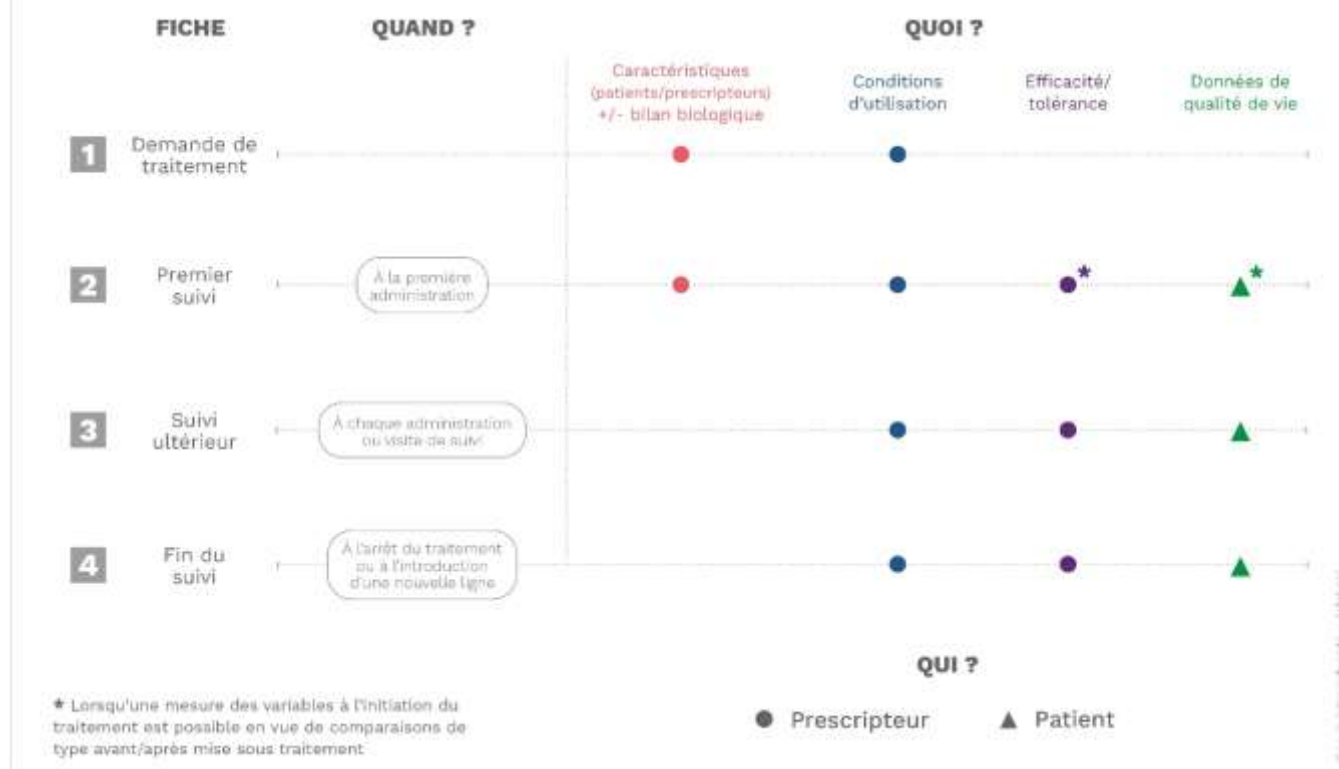 FICHE
QUAND ?
QUOI ?
Caractéristiques
(patients/prescripteurs)
+/- bilan biologique
Conditions
d'utilisation
Efficacité/
tolérance
Données de
qualité de vie
1
Demande de
traitement
2
Premier
suivi
À la première
administration
*
*
3
Suivi
ultérieur
À chaque administration
ou visite de suivi
4
Fin du
suivi
À l'arrêt du traitement
ou à l'introduction
d'une nouvelle ligne
QUI ?
* Lorsqu'une mesure des variables à l'initiation du
traitement est possible en vue de comparaisons de
type avant/après mise sous traitement
Prescripteur
Patient